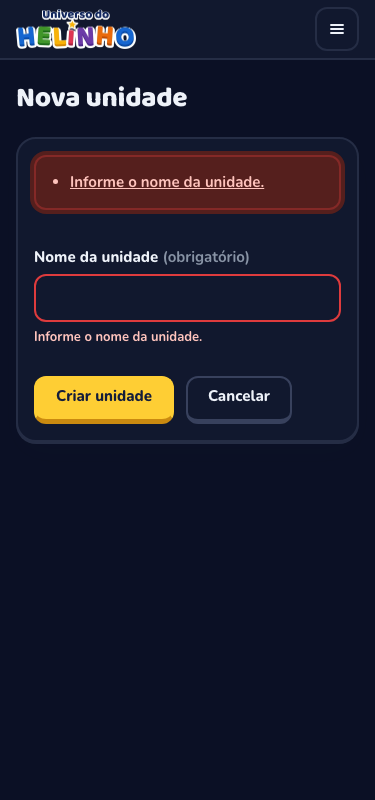 Universo do
HELINHO
Nova unidade
Informe o nome da unidade.
Nome da unidade (obrigatório)
Informe o nome da unidade.
Criar unidade
Cancelar